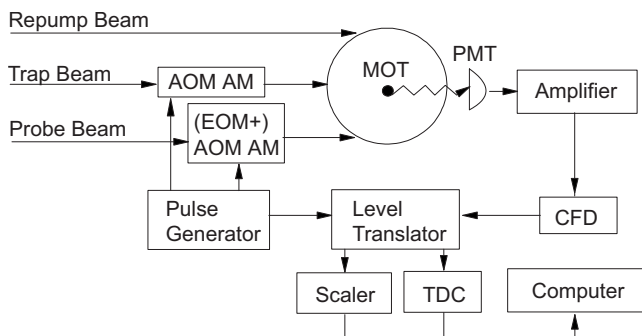 Repump Beam
Trap Beam
AOM AM
Probe Beam
(EOM+)
AOM AM
MOT
PMT
Amplifier
Pulse
Generator
Level
Translator
CFD
Scaler
TDC
Computer